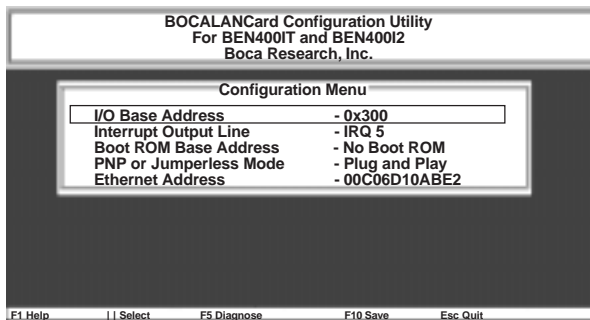 BOCALANCard Configuration Utility
For BEN400IT and BEN400I2
Boca Research, Inc.
Configuration Menu
I/O Base Address - 0x300
Interrupt Output Line - IRQ 5
Boot ROM Base Address - No Boot ROM
PNP or Jumperless Mode - Plug and Play
Ethernet Address - 00C06D10ABE2
F1 Help | | Select F5 Diagnose F10 Save Esc Quit